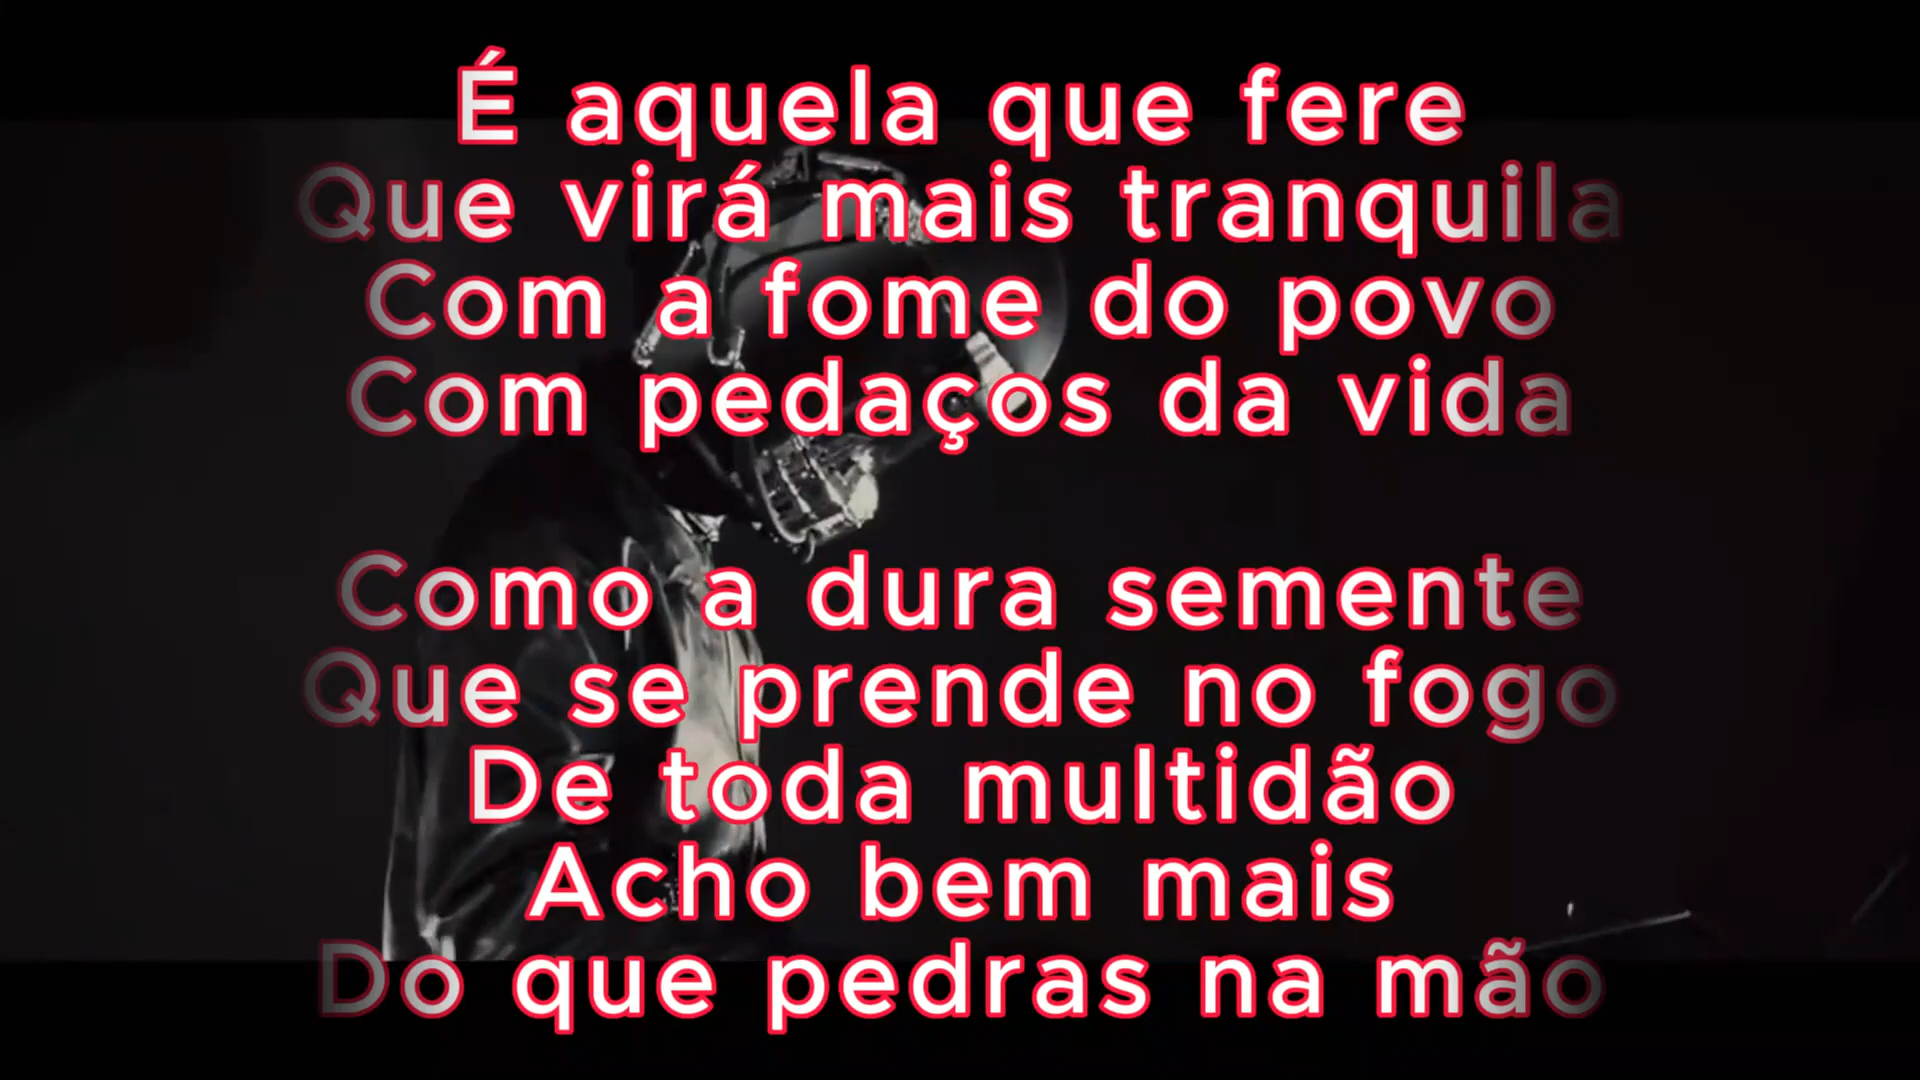 É aquela que fere
Que virá mais tranquila
Com a fome do povo
Com pedaços da vida
Como a dura semente
Que se prende no fogo
De toda multidão
Acho bem mais
Do que pedras na mão